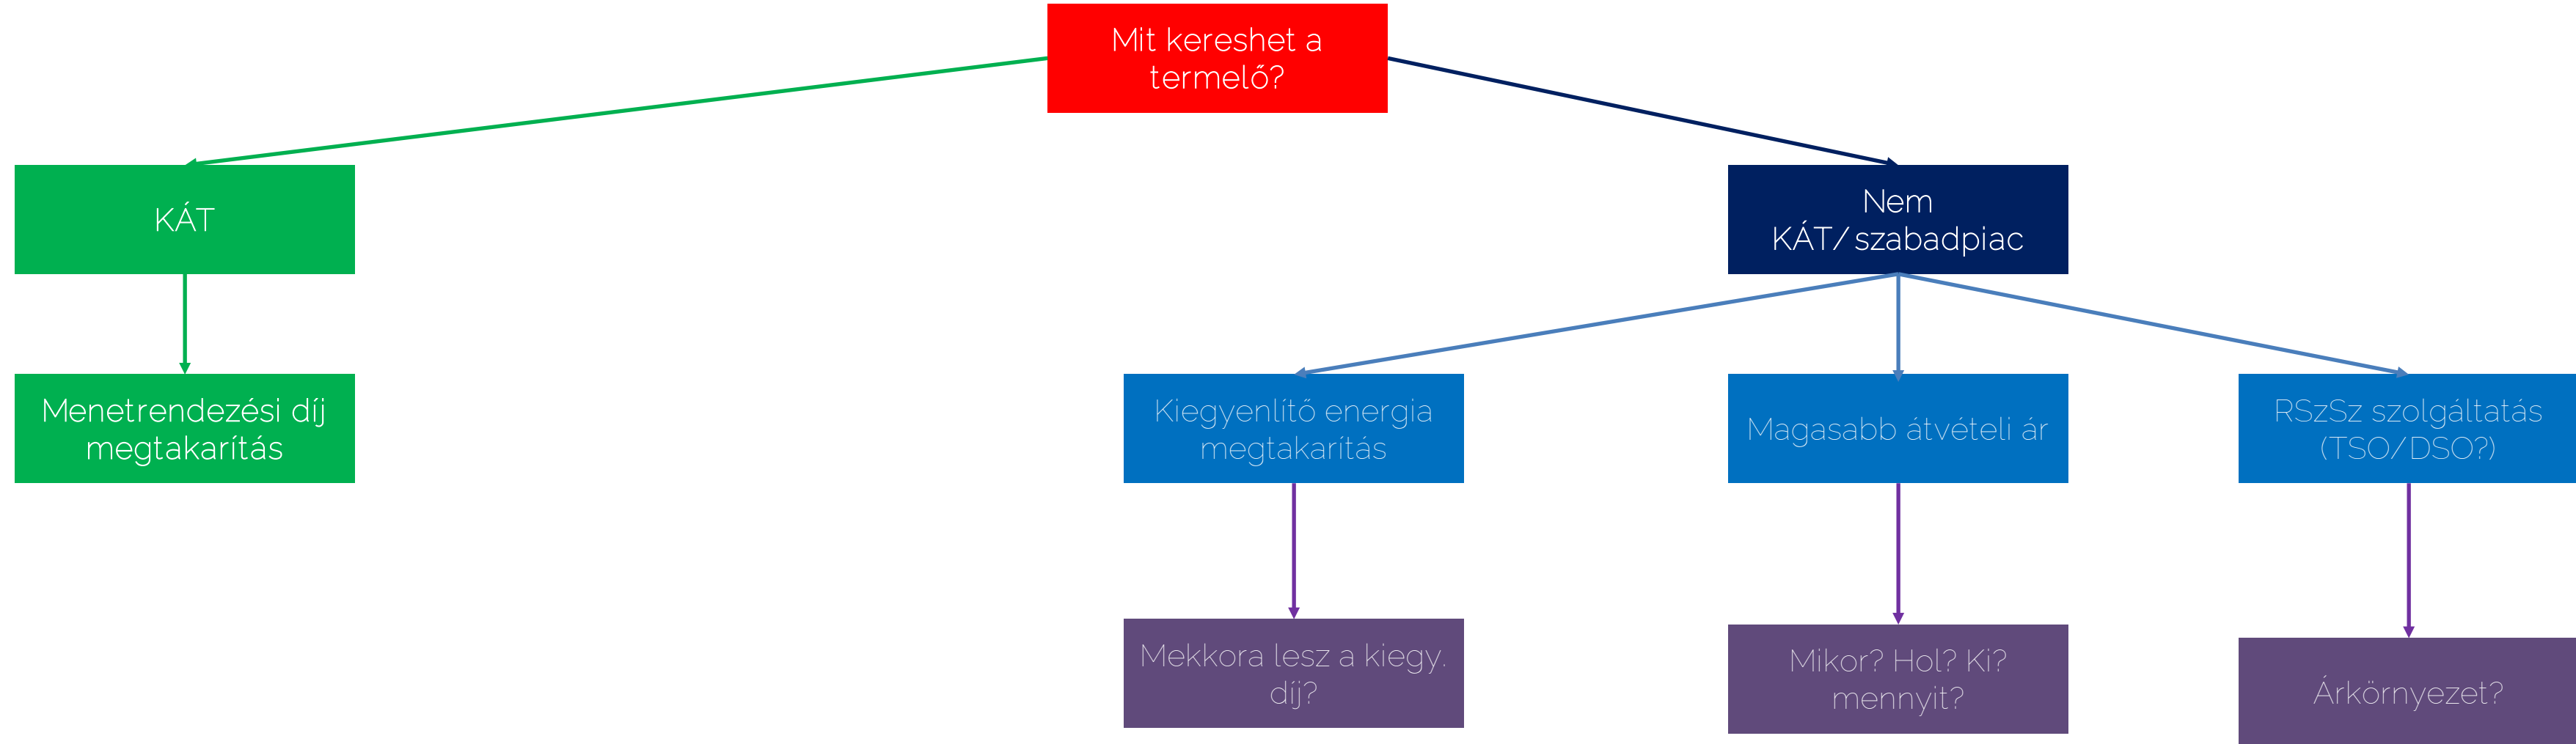 Mit kereshet a
termelő?
KÁT
Nem
KÁT/szabadpiac
Menetrendezési díj
megtakarítás
Kiegyenlítő energia
megtakarítás
Magasabb átvételi ár
RSzSz szolgáltatás
(TSO/DSO?)
Mekkora lesz a kiegy.
díj?
Mikor? Hol? Ki?
mennyit?
Árkörnyezet?